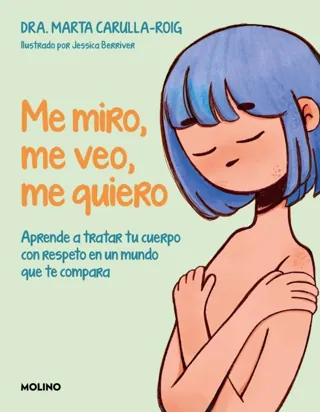 DRA. MARTA CARULLA-ROIG
Ilustrado por Jessica Berriver
Me miro,
me veo,
me quiero
Aprende a tratar tu cuerpo
con respeto en un mundo
que te compara
MOLINO